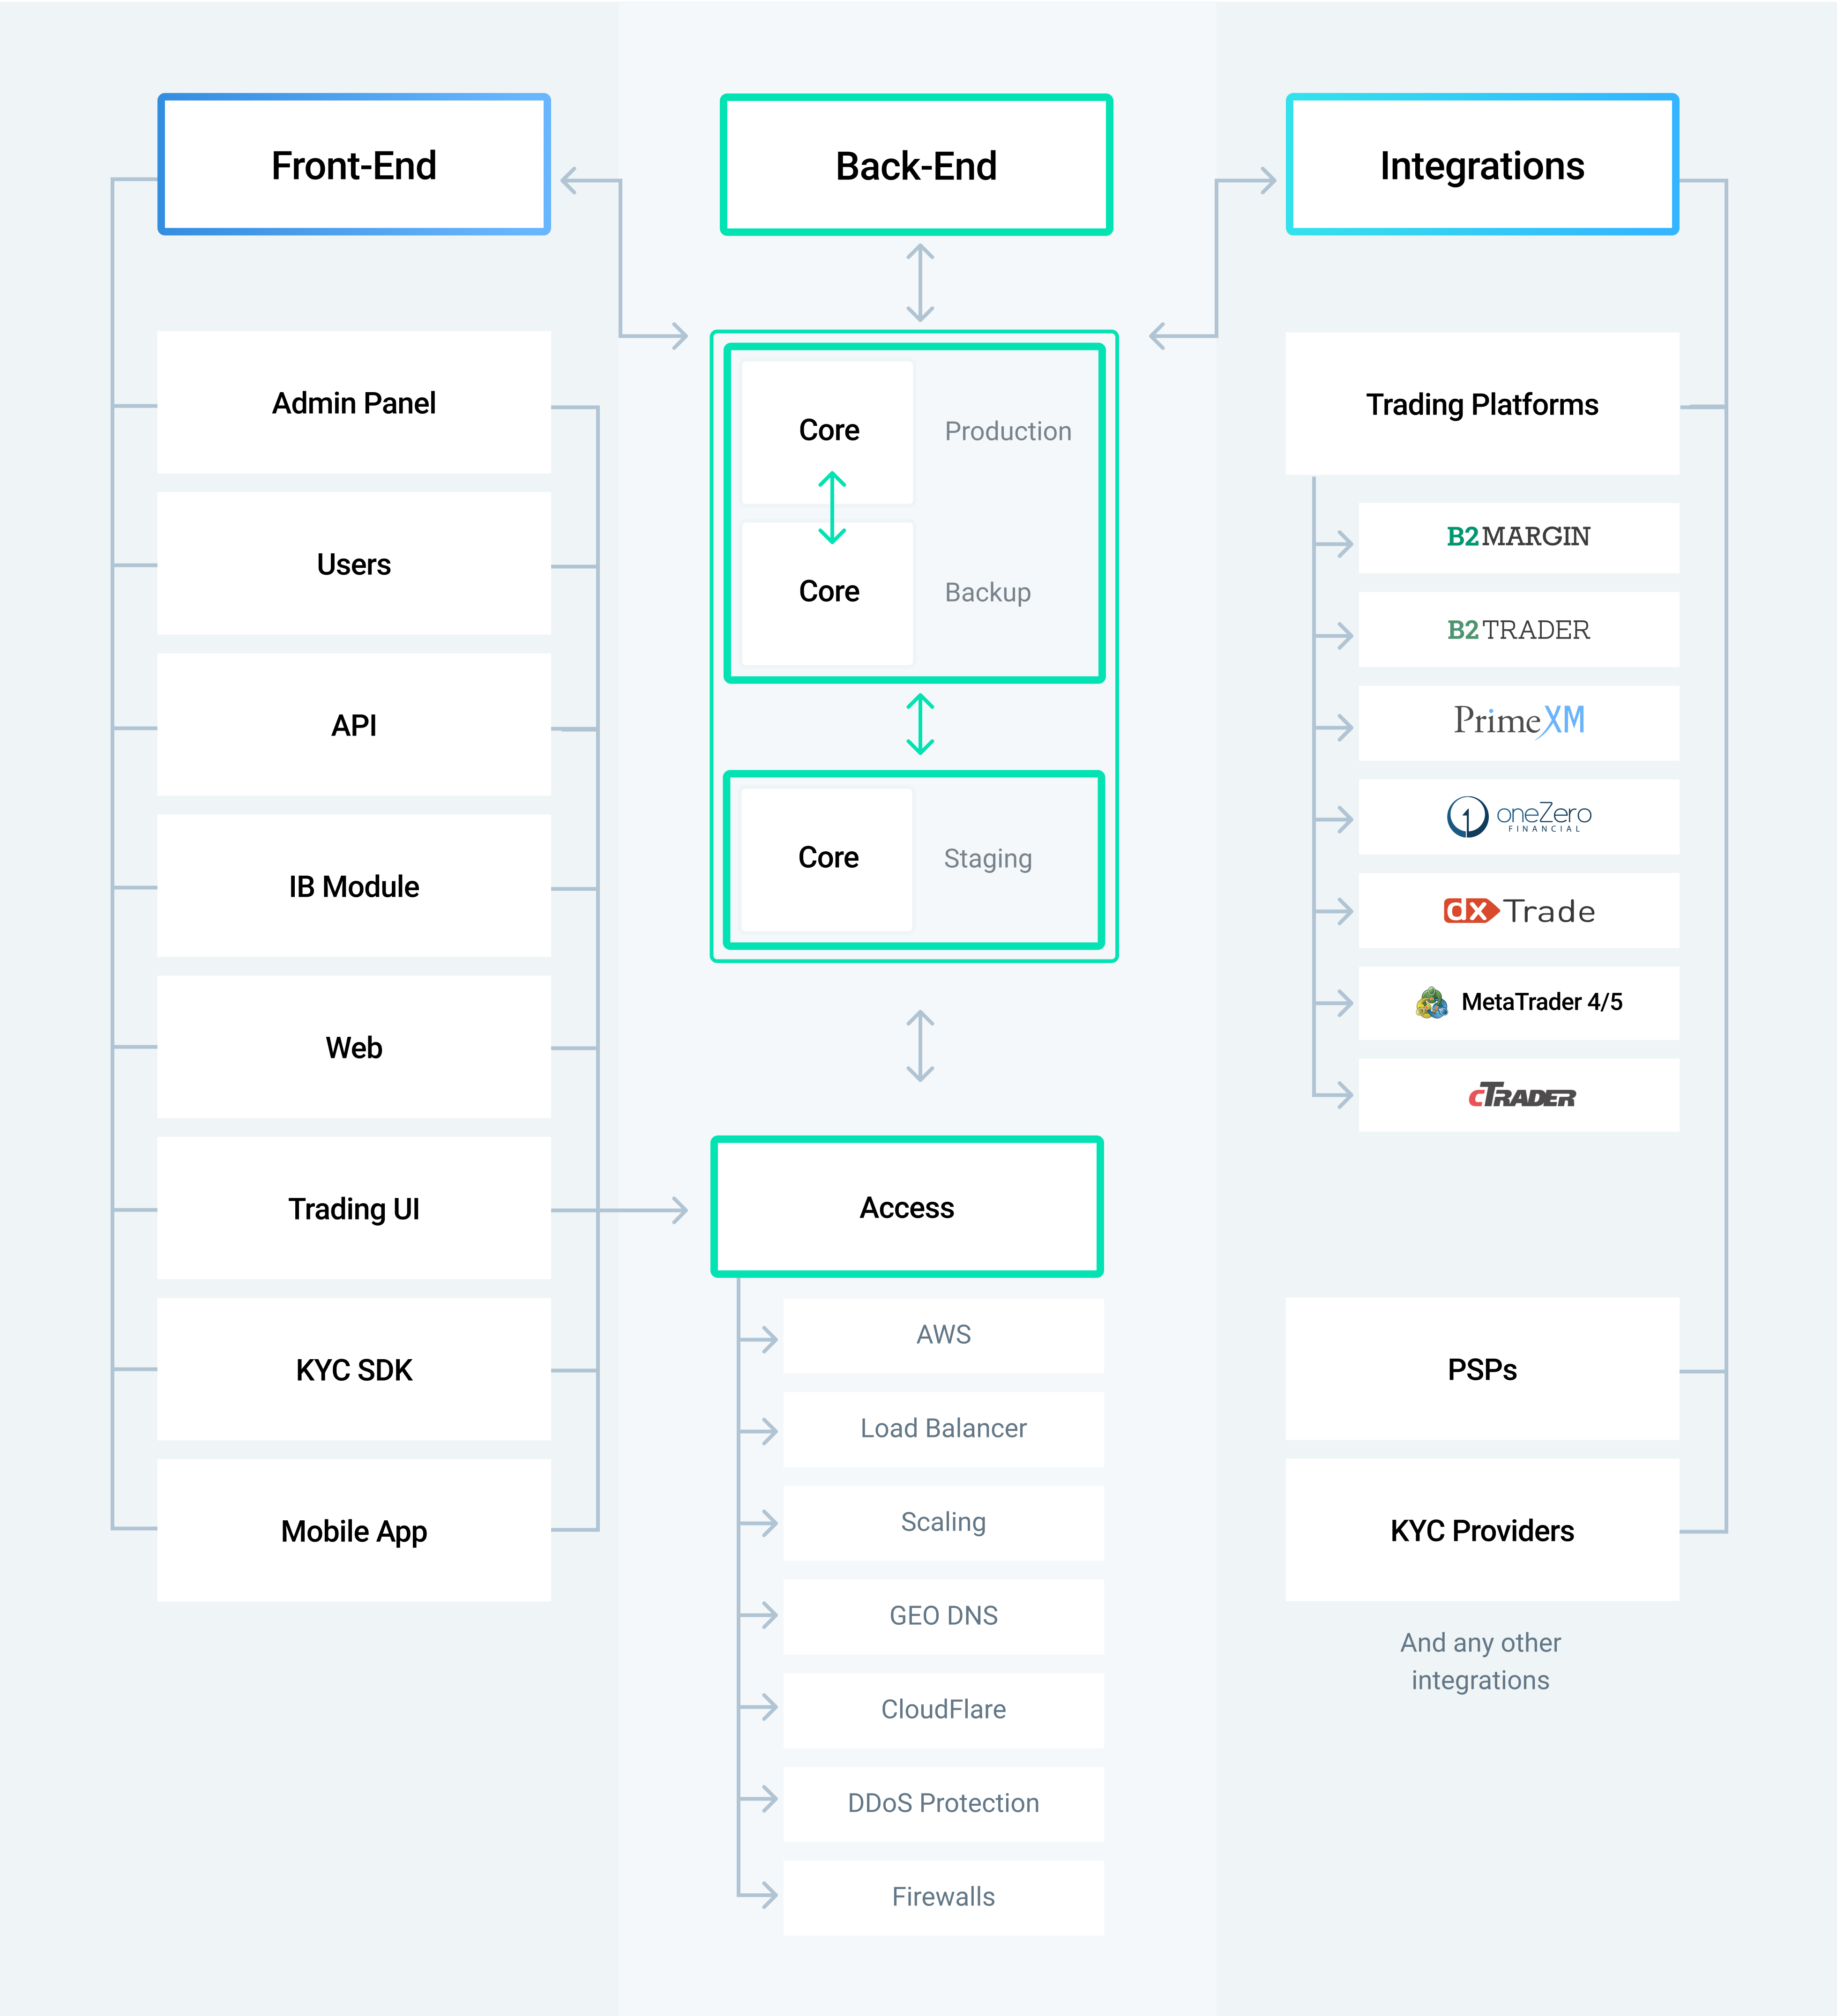 Front-End
Admin Panel
Users
API
IB Module
Web
Trading UI
KYC SDK
Mobile App
Back-End
Core
Production
Core
Backup
Core
Staging
Access
AWS
Load Balancer
Scaling
GEO DNS
CloudFlare
DDoS Protection
Firewalls
Integrations
Trading Platforms
B2MARGIN
B2TRADER
PrimeXM
1 oneZero
FINANCIAL
dxTrade
MetaTrader 4/5
cTRADER
PSPs
KYC Providers
And any other
integrations